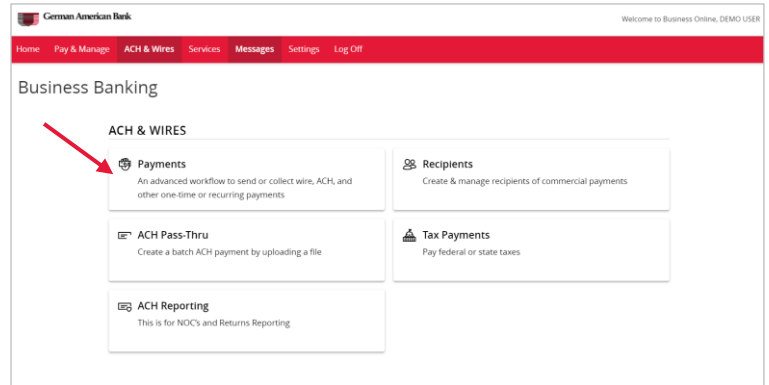 German American Bank
Welcome to Business Online, DEMO USER
Home Pay & Manage ACH & Wires Services Messages Settings Log Off
Business Banking
ACH & WIRES
Payments
An advanced workflow to send or collect wire, ACH, and
other one-time or recurring payments
Recipients
Create & manage recipients of commercial payments
ACH Pass-Thru
Create a batch ACH payment by uploading a file
Tax Payments
Pay federal or state taxes
ACH Reporting
This is for NOC's and Returns Reporting